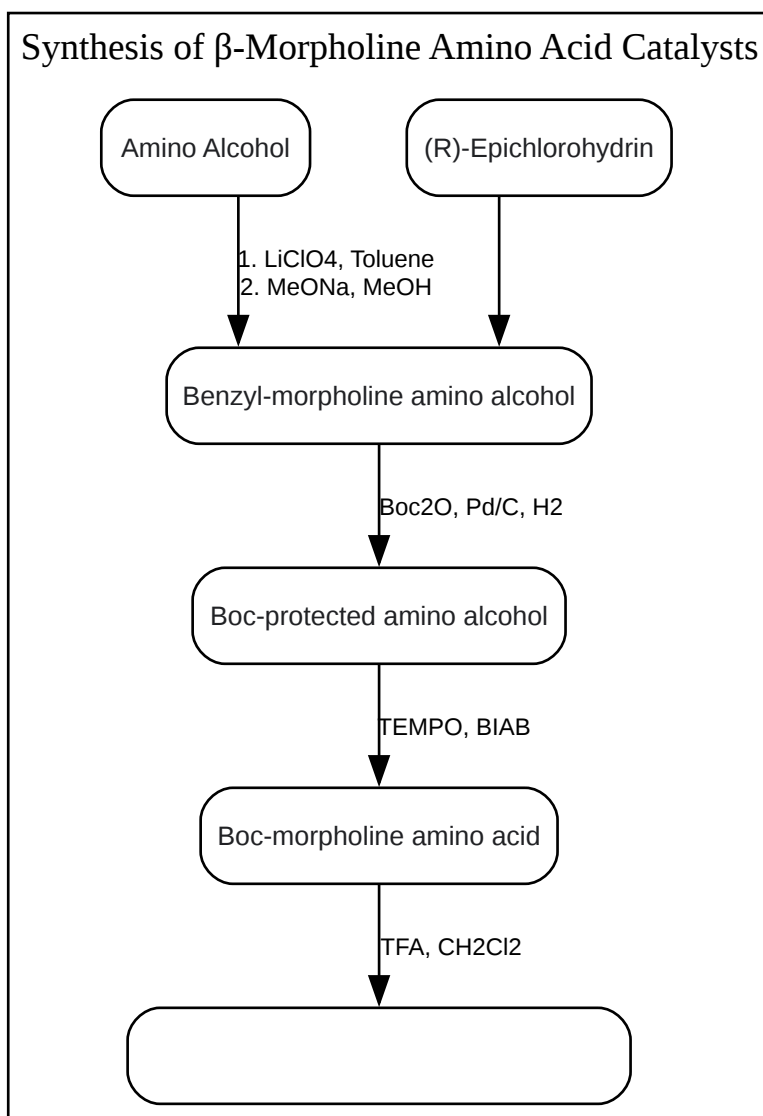 Synthesis of β-Morpholine Amino Acid Catalysts
Amino Alcohol
(R)-Epichlorohydrin
1. LiClO4, Toluene
2. MeONa, MeOH
Benzyl-morpholine amino alcohol
Boc2O, Pd/C, H2
Boc-protected amino alcohol
TEMPO, BIAB
Boc-morpholine amino acid
TFA, CH2Cl2